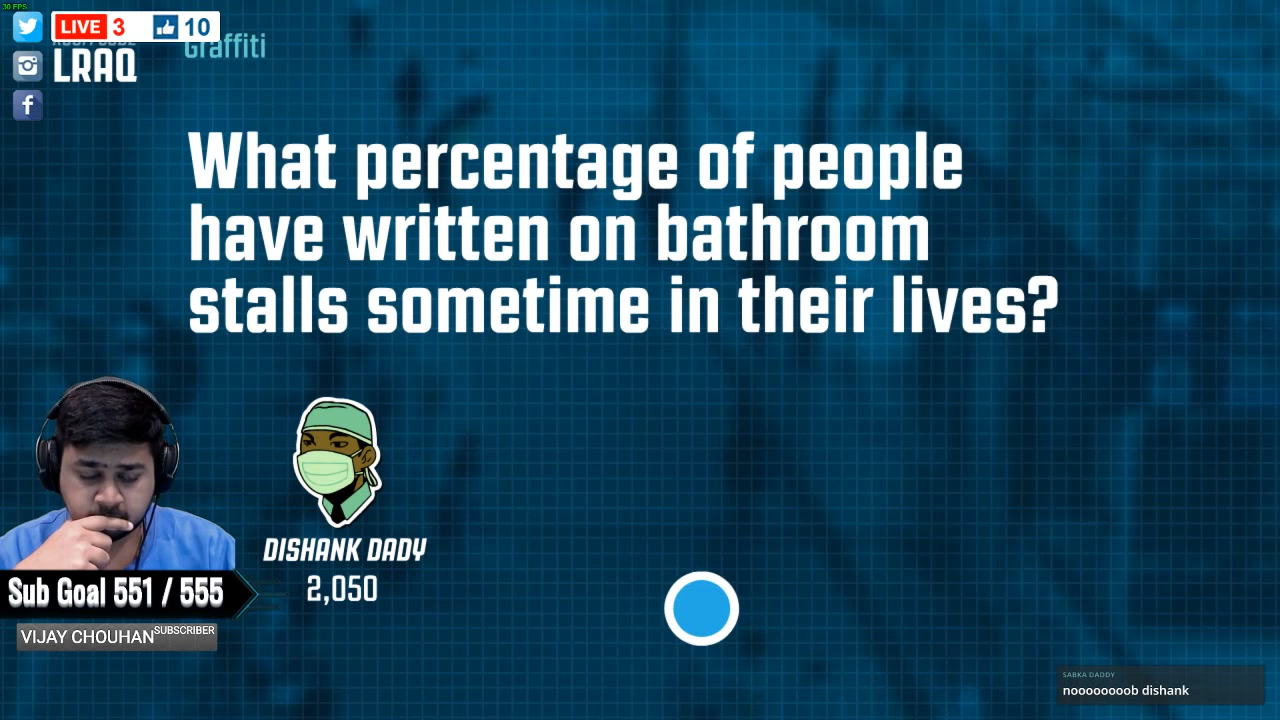 30 FPS
LIVE 3 10
LRAQ
Graffiti
What percentage of people
have written on bathroom
stalls sometime in their lives?
DISHANK DADY
2,050
Sub Goal 551 / 555
VIJAY CHOUHAN SUBSCRIBER
SABKA DADDY
noooooooob dishank